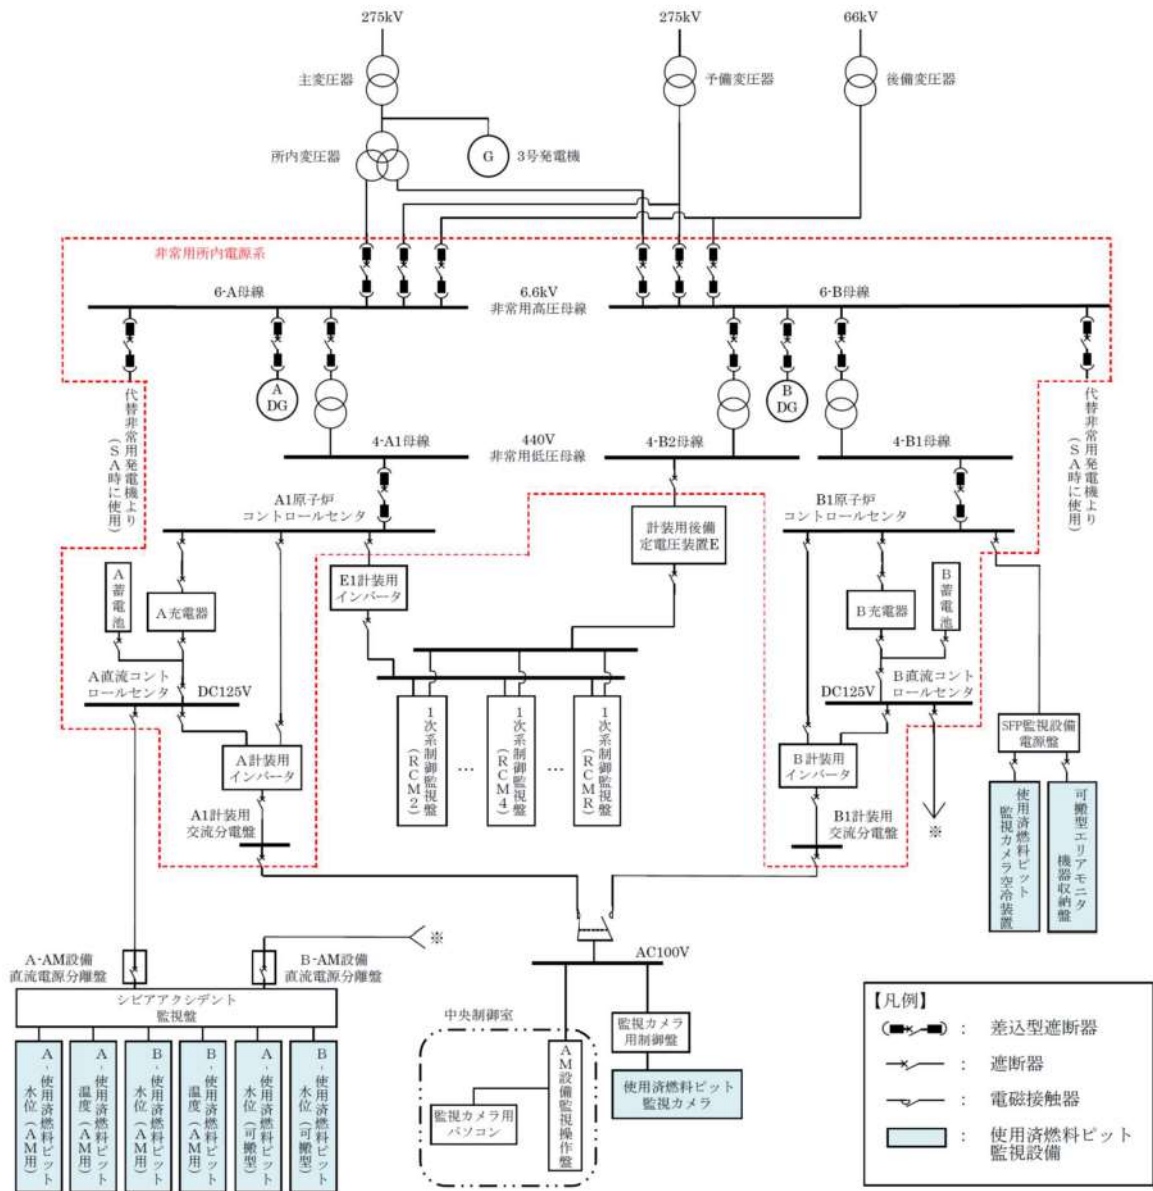 275kV
275kV
66kV
主変圧器
予備変圧器
後備変圧器
所内変圧器
G
3号発電機
非常用所内電源系
6-A母線
6.6kV
非常用高圧母線
6-B母線
代替非常用発電機より
(SA時に使用)
A
DG
B
DG
代替非常用発電機より
(SA時に使用)
4-A1母線
440V
非常用低圧母線
4-B2母線
4-B1母線
A1原子炉
コントロールセンタ
計装用後備
定電圧装置E
B1原子炉
コントロールセンタ
A蓄電池
A充電器
E1計装用
インバータ
B充電器
B蓄電池
A直流コント
ロールセンタ
DC125V
DC125V
B直流コント
ロールセンタ
1次系制御監視盤
(RCM2)
…
1次系制御監視盤
(RCM4)
…
1次系制御監視盤
(RCMR)
A計装用
インバータ
B計装用
インバータ
SFP監視設備
電源盤
A1計装用
交流分電盤
B1計装用
交流分電盤
※
使用済燃料ピット
監視カメラ空冷装置
可搬型エリアモニタ
機器収納盤
※
A-AM設備
直流電源分離盤
B-AM設備
直流電源分離盤
AC100V
シビアアクシデント
監視盤
A-使用済燃料ピット
水位(AM用)
A-使用済燃料ピット
温度(AM用)
B-使用済燃料ピット
水位(AM用)
B-使用済燃料ピット
温度(AM用)
A-使用済燃料ピット
水位(可搬型)
B-使用済燃料ピット
水位(可搬型)
中央制御室
AM設備監視操作盤
監視カメラ用
パソコン
監視カメラ
用制御盤
使用済燃料ピット
監視カメラ
【凡例】
: 差込型遮断器
: 遮断器
: 電磁接触器
: 使用済燃料ピット
監視設備